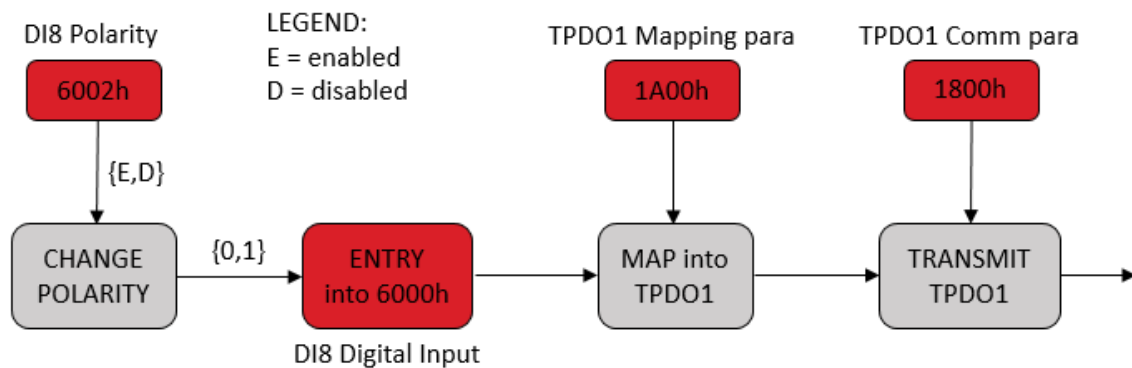 DI8 Polarity
LEGEND:
E = enabled
D = disabled
TPDO1 Mapping para
TPDO1 Comm para
6002h
1A00h
1800h
{E,D}
CHANGE
POLARITY
{0,1}
ENTRY
into 6000h
MAP into
TPDO1
TRANSMIT
TPDO1
DI8 Digital Input